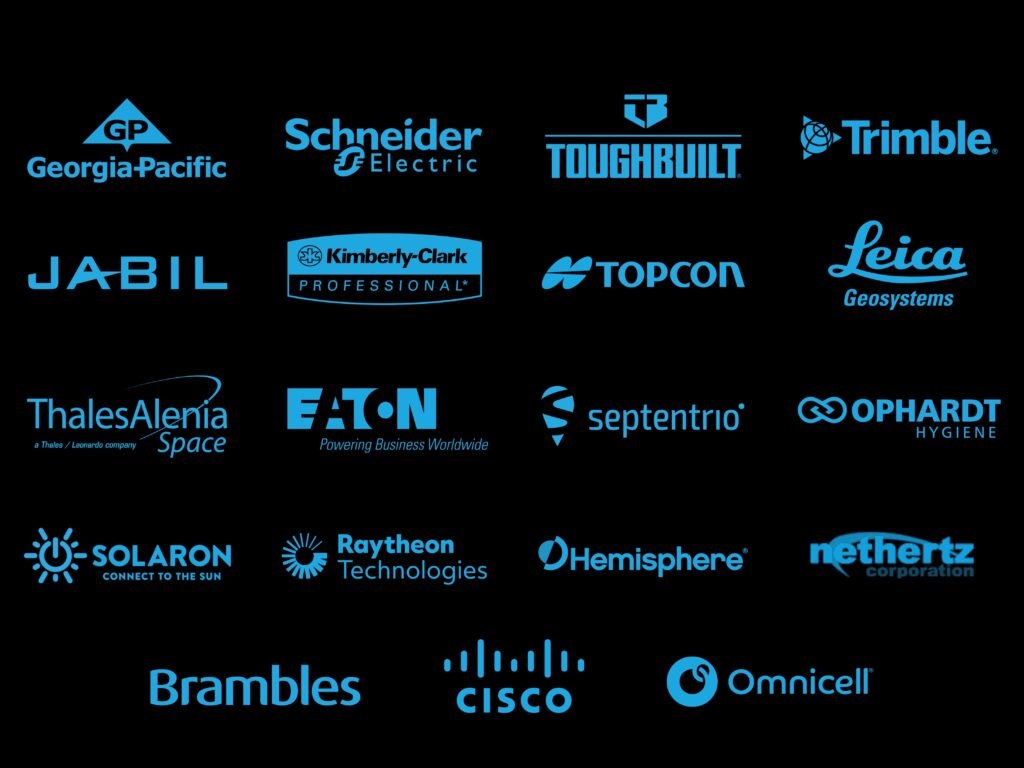 GP
Georgia-Pacific
Schneider
Electric
TB
TOUGHBUILT®
Trimble®
JABIL
Kimberly-Clark
PROFESSIONAL*
TOPCON
Leica
Geosystems
ThalesAlenia
a Thales / Leonardo company
Space
EATON
Powering Business Worldwide
septentrio
OPHARDT
HYGIENE
SOLARON
CONNECT TO THE SUN
Raytheon
Technologies
Hemisphere®
nethertz
corporation
Brambles
CISCO
Omnicell®